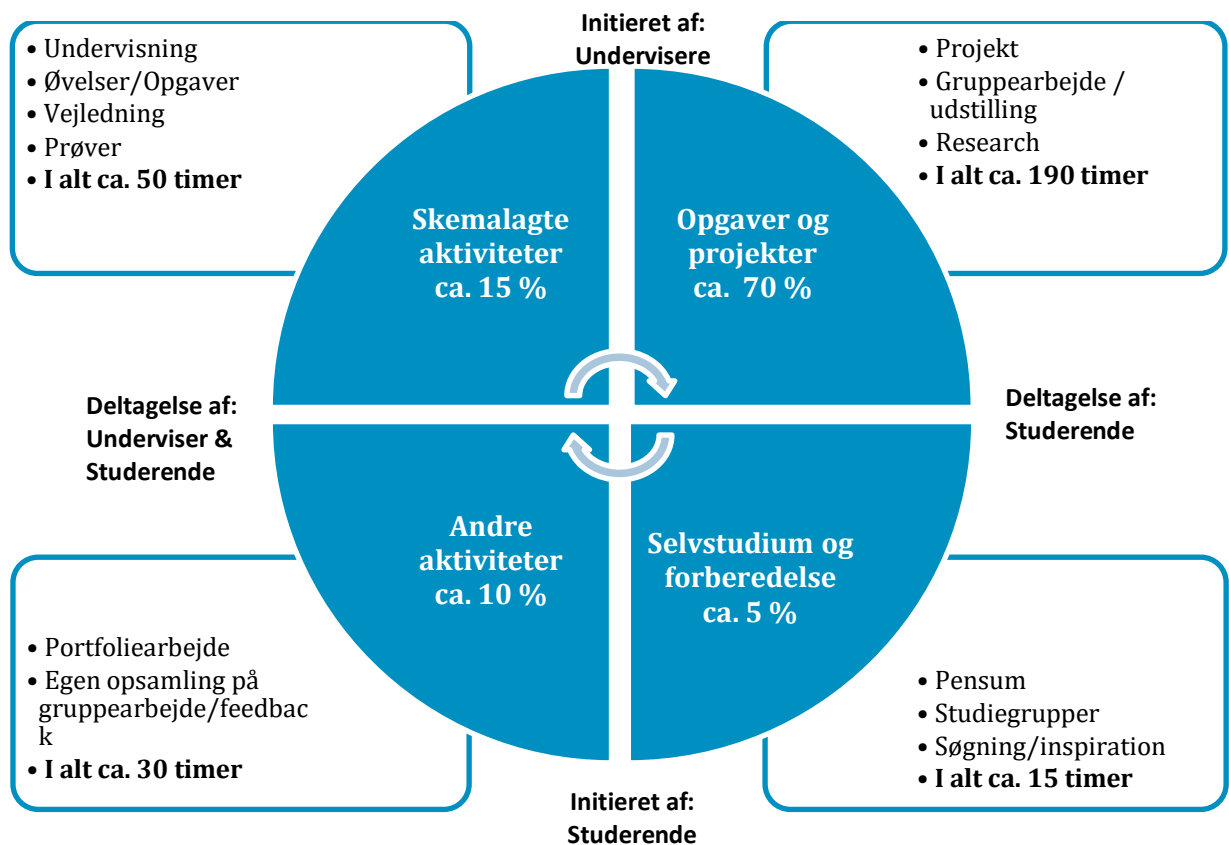 Initieret af:
Undervisere
• Undervisning
• Øvelser/Opgaver
• Vejledning
• Prøver
• I alt ca. 50 timer
• Projekt
• Gruppearbejde /
udstilling
• Research
• I alt ca. 190 timer
Skemalagte
aktiviteter
ca. 15 %
Opgaver og
projekter
ca. 70 %
Deltagelse af:
Underviser &
Studerende
Deltagelse af:
Studerende
Andre
aktiviteter
ca. 10 %
Selvstudium og
forberedelse
ca. 5 %
• Portfoliearbejde
• Egen opsamling på
gruppearbejde/feedbac
k
• I alt ca. 30 timer
• Pensum
• Studiegrupper
• Søgning/inspiration
• I alt ca. 15 timer
Initieret af:
Studerende